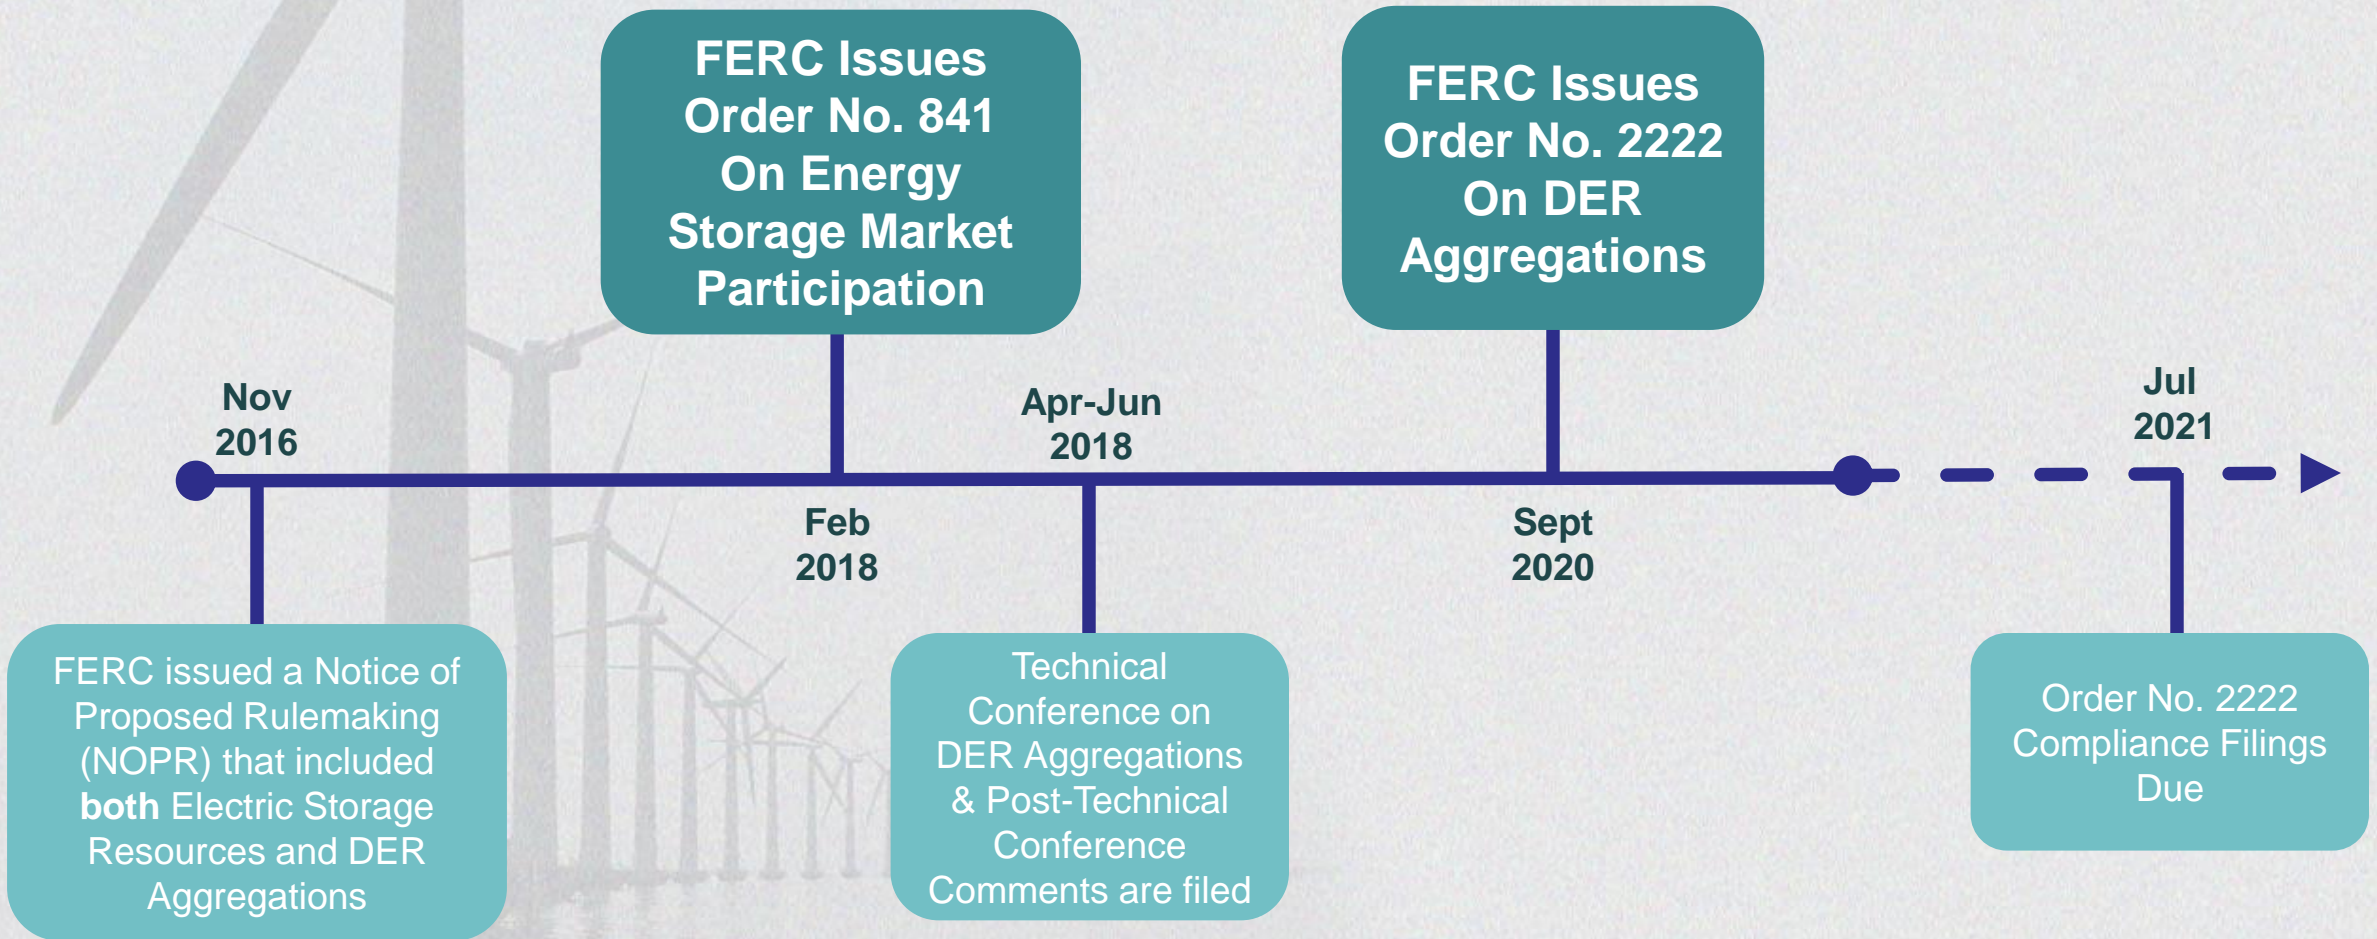 FERC Issues
Order No. 841
On Energy
Storage Market
Participation
FERC Issues
Order No. 2222
On DER
Aggregations
Nov
2016
Apr-Jun
2018
Jul
2021
Feb
2018
Sept
2020
FERC issued a Notice of
Proposed Rulemaking
(NOPR) that included
both Electric Storage
Resources and DER
Aggregations
Technical
Conference on
DER Aggregations
& Post-Technical
Conference
Comments are filed
Order No. 2222
Compliance Filings
Due